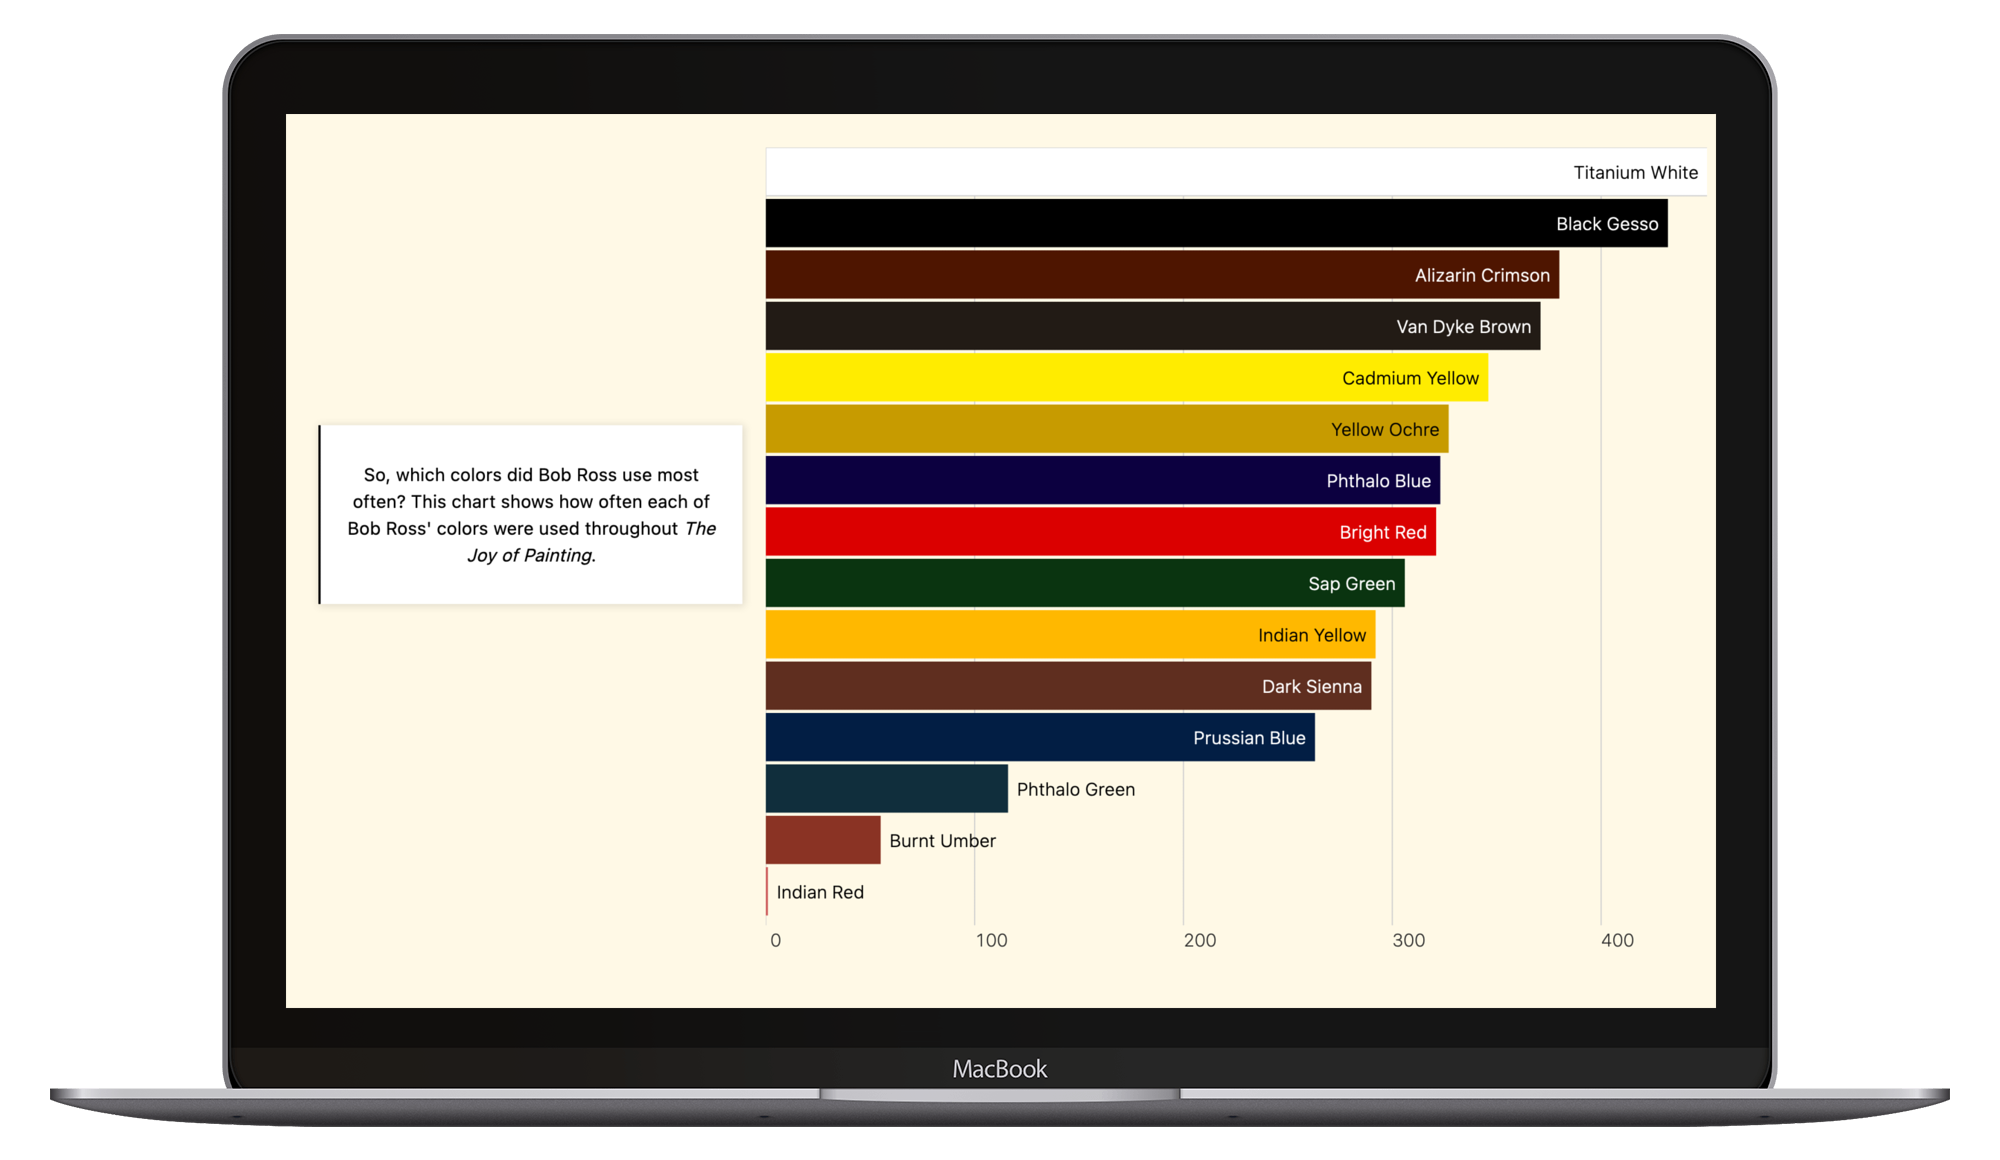 So, which colors did Bob Ross use most
often? This chart shows how often each of
Bob Ross' colors were used throughout The
Joy of Painting.
Titanium White
Black Gesso
Alizarin Crimson
Van Dyke Brown
Cadmium Yellow
Yellow Ochre
Phthalo Blue
Bright Red
Sap Green
Indian Yellow
Dark Sienna
Prussian Blue
Phthalo Green
Burnt Umber
Indian Red
0 100 200 300 400
MacBook